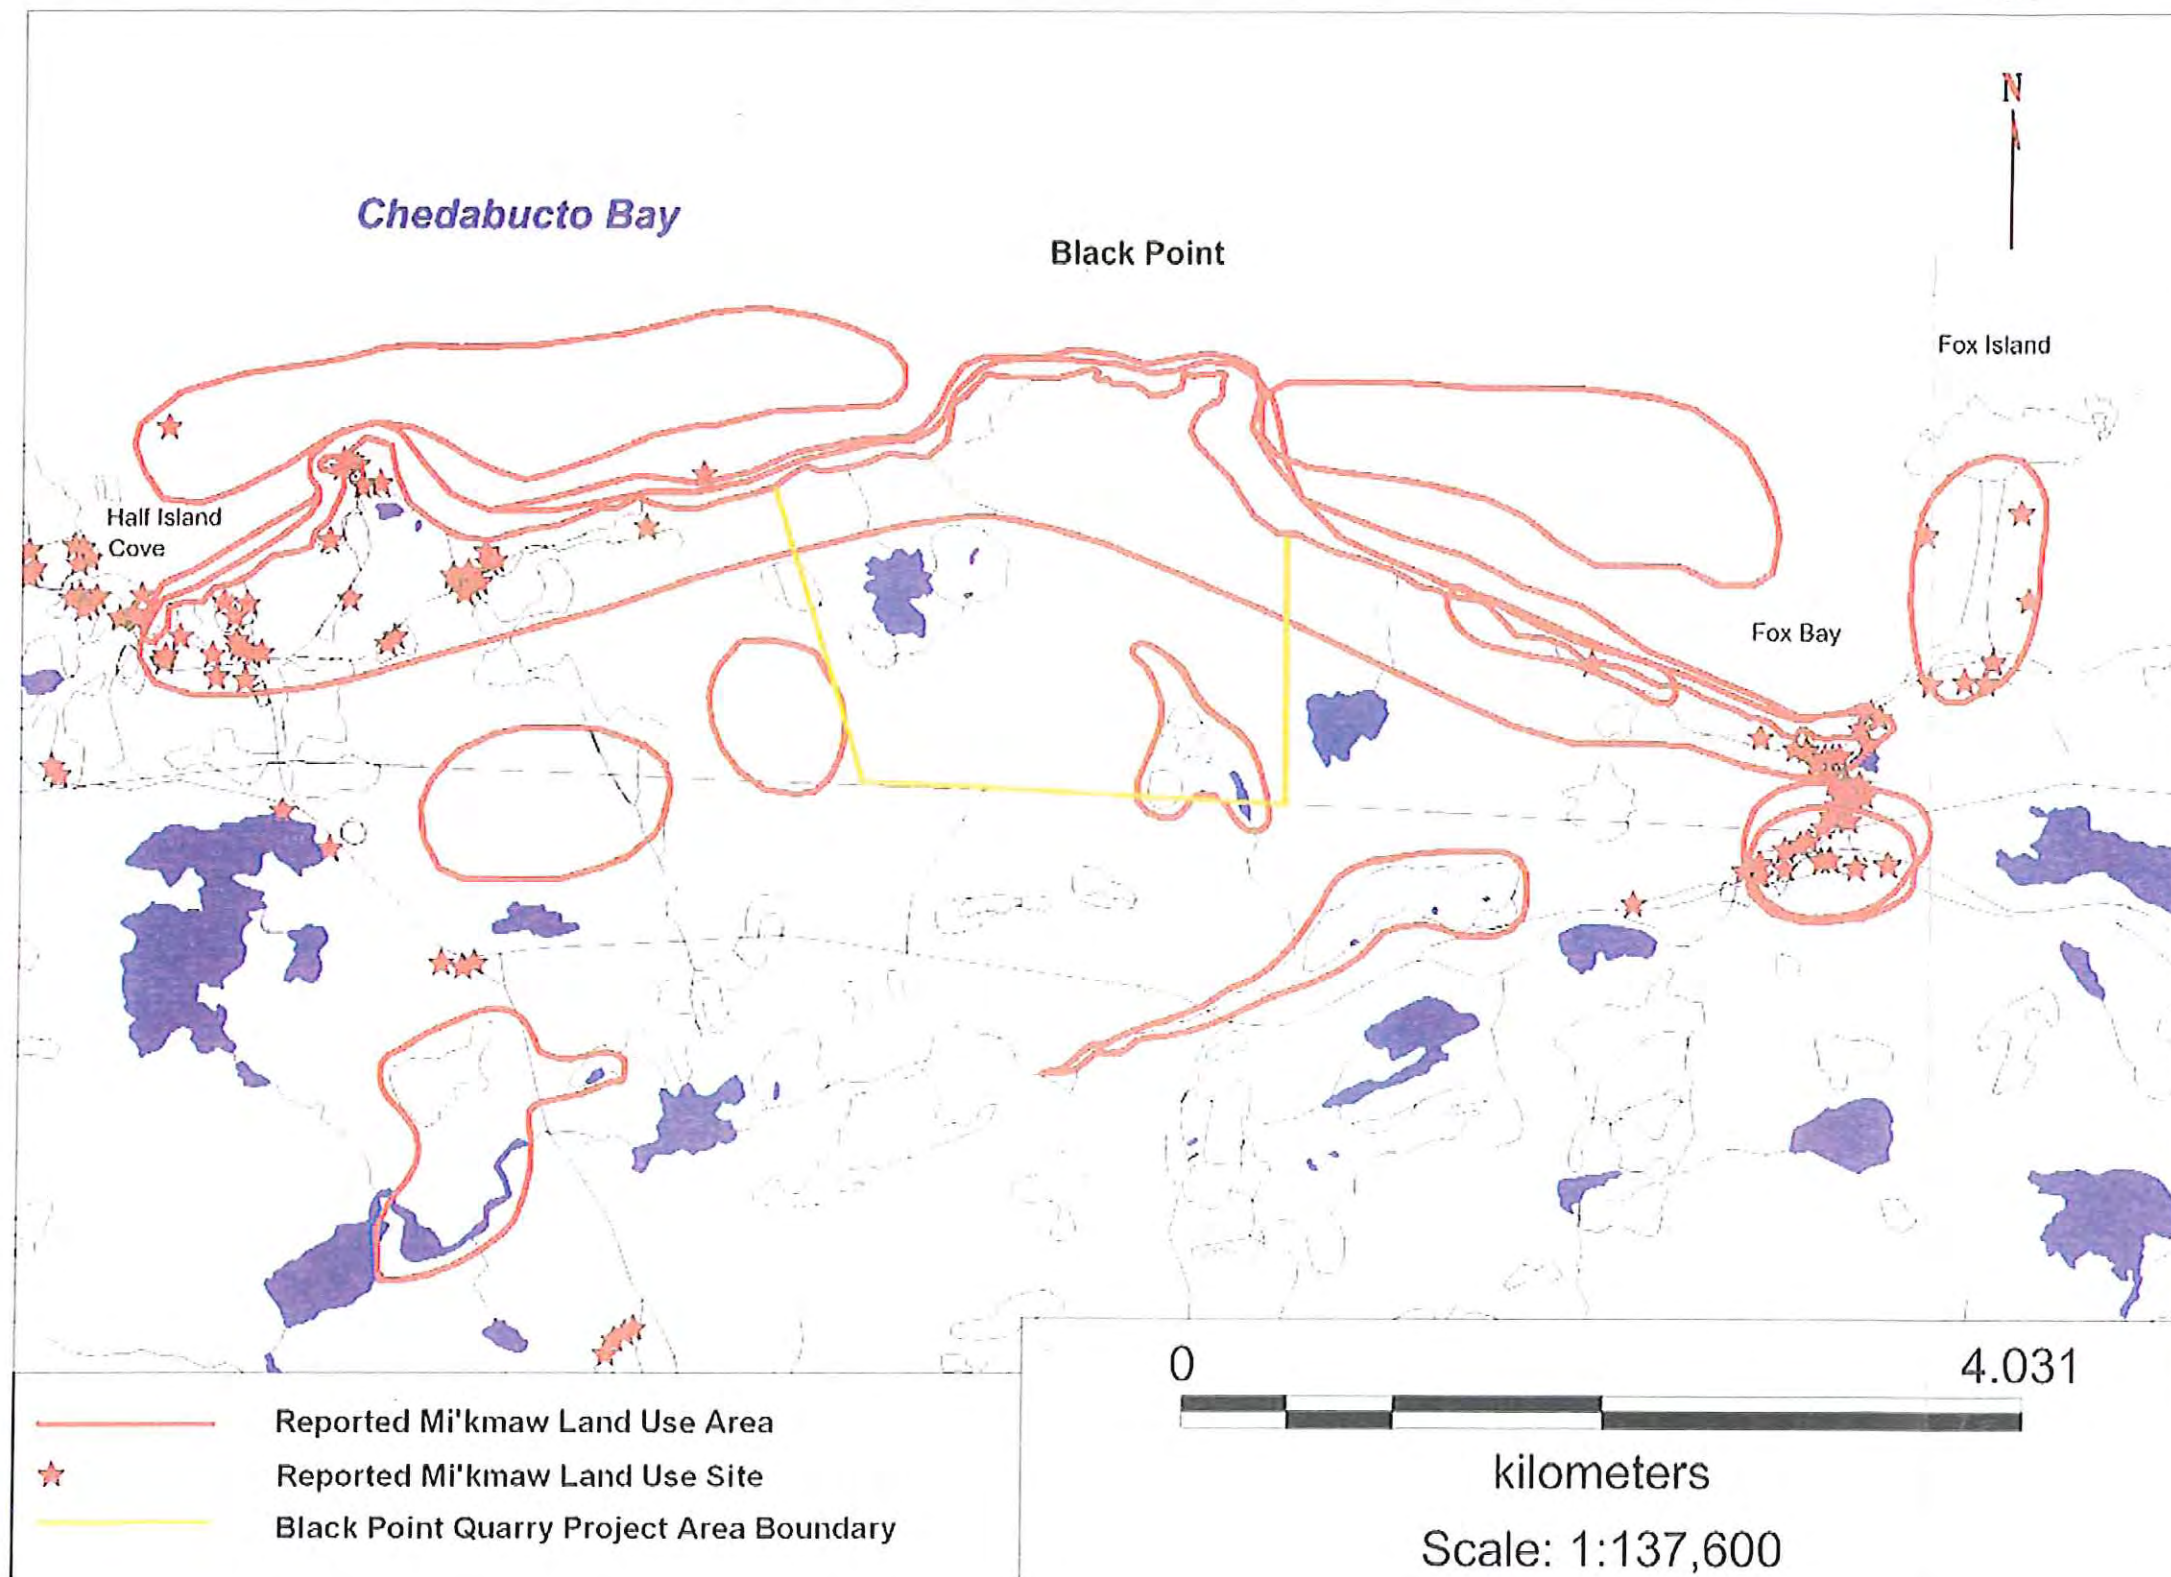 N
Chedabucto Bay
Black Point
Fox Island
Half Island
Cove
Fox Bay
0 4.031
kilometers
Scale: 1:137,600
Reported Mi'kmaw Land Use Area
Reported Mi'kmaw Land Use Site
Black Point Quarry Project Area Boundary